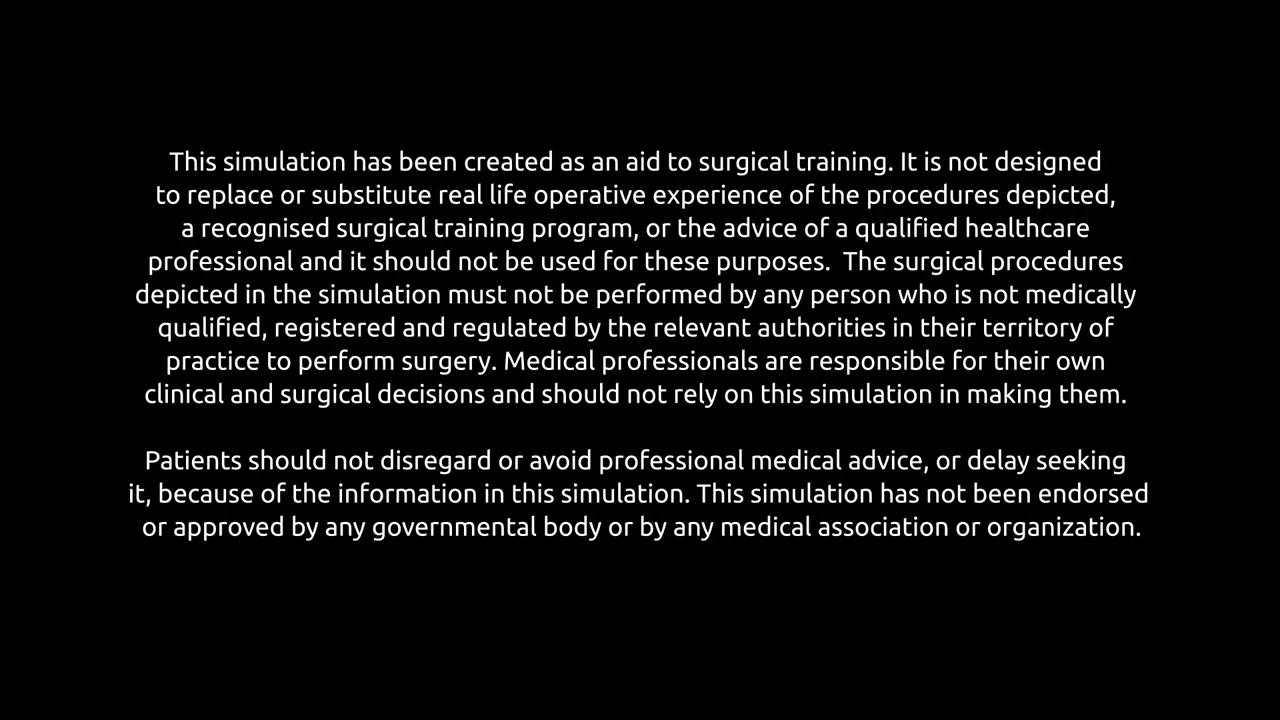 This simulation has been created as an aid to surgical training. It is not designed
to replace or substitute real life operative experience of the procedures depicted,
a recognised surgical training program, or the advice of a qualified healthcare
professional and it should not be used for these purposes.  The surgical procedures
depicted in the simulation must not be performed by any person who is not medically
qualified, registered and regulated by the relevant authorities in their territory of
practice to perform surgery. Medical professionals are responsible for their own
clinical and surgical decisions and should not rely on this simulation in making them.
Patients should not disregard or avoid professional medical advice, or delay seeking
it, because of the information in this simulation. This simulation has not been endorsed
or approved by any governmental body or by any medical association or organization.